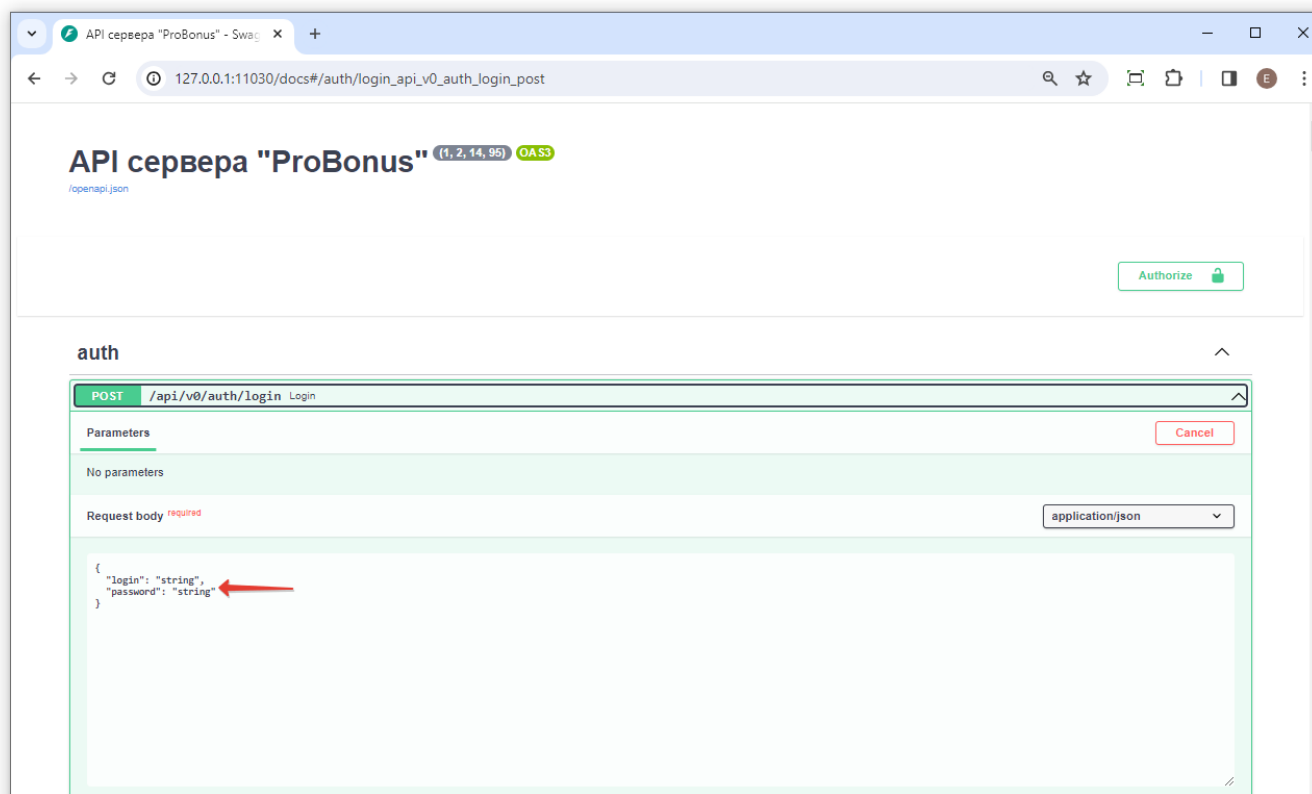 API сервера "ProBonus" - Swag
127.0.0.1:11030/docs#/auth/login_api_v0_auth_login_post
E
API сервера "ProBonus" (1, 2, 14, 95) OAS3
/openapi.json
Authorize
auth
POST /api/v0/auth/login Login
Parameters
Cancel
No parameters
Request body required
application/json
{
"login": "string",
"password": "string"
}